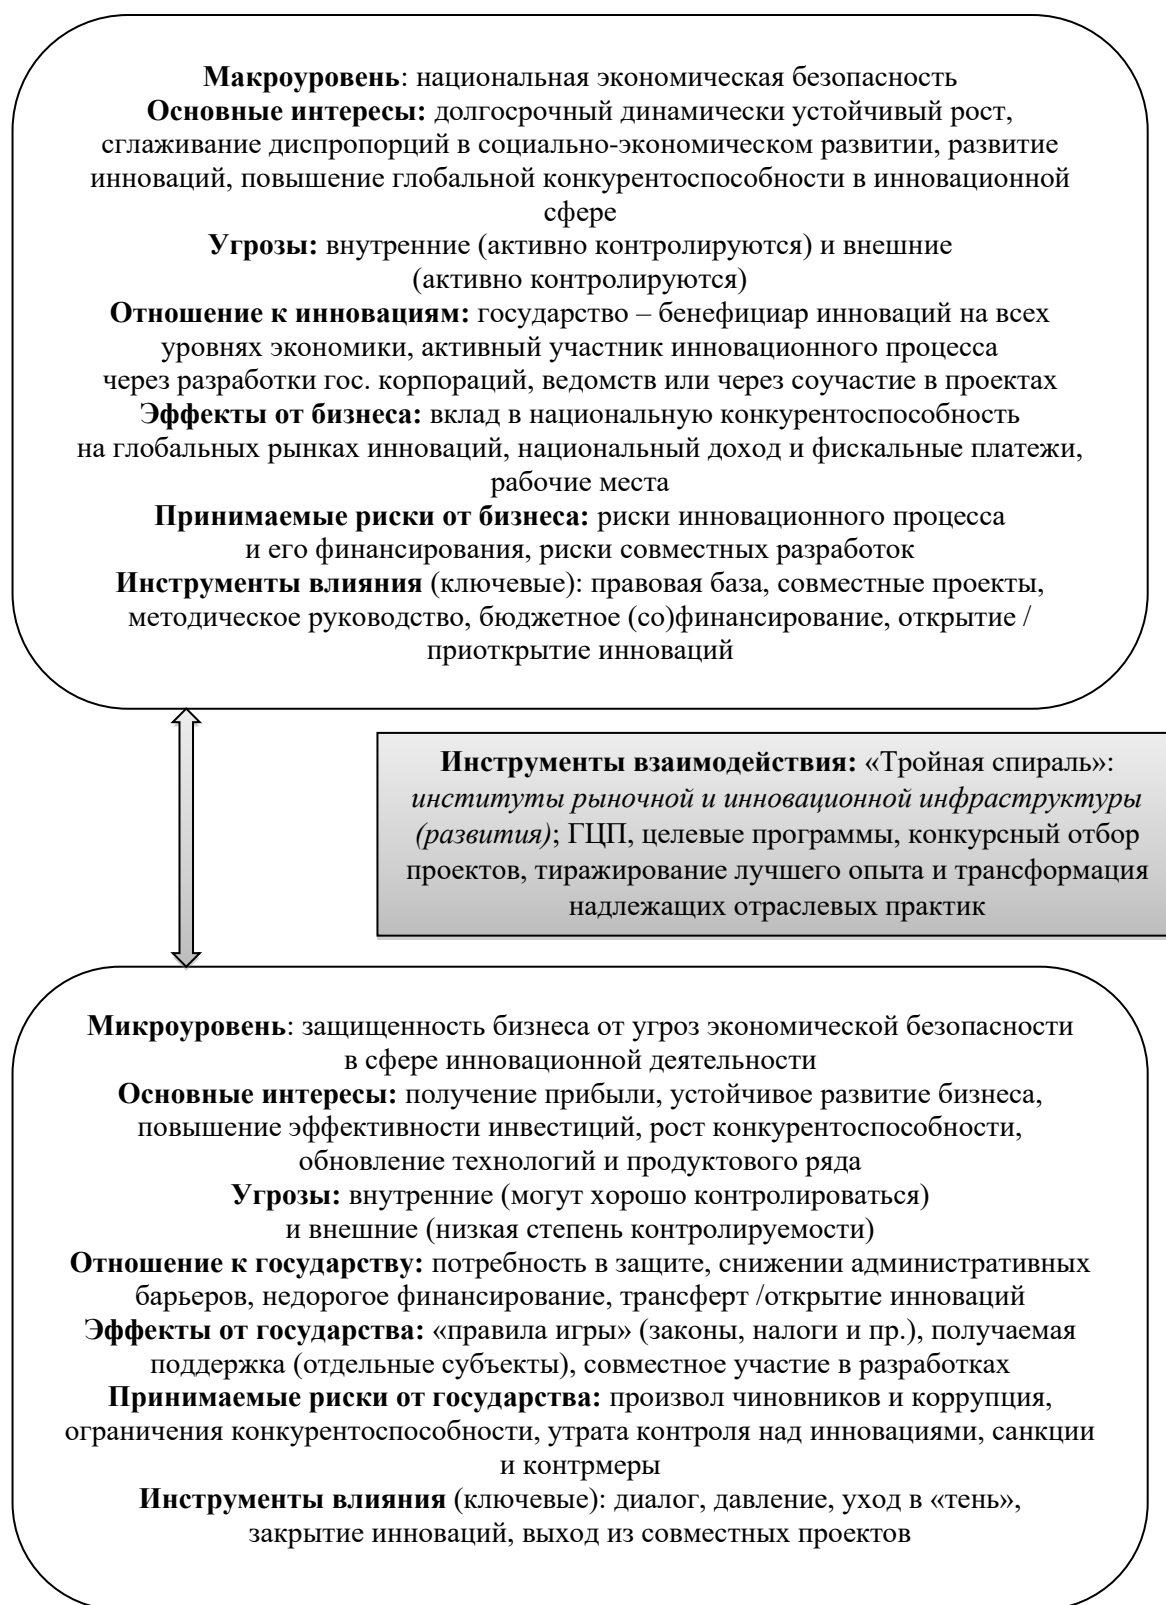 Макроуровень: национальная экономическая безопасность
Основные интересы: долгосрочный динамически устойчивый рост,
сглаживание диспропорций в социально-экономическом развитии, развитие
инноваций, повышение глобальной конкурентоспособности в инновационной
сфере
Угрозы: внутренние (активно контролируются) и внешние
(активно контролируются)
Отношение к инновациям: государство – бенефициар инноваций на всех
уровнях экономики, активный участник инновационного процесса
через разработки гос. корпораций, ведомств или через соучастие в проектах
Эффекты от бизнеса: вклад в национальную конкурентоспособность
на глобальных рынках инноваций, национальный доход и фискальные платежи,
рабочие места
Принимаемые риски от бизнеса: риски инновационного процесса
и его финансирования, риски совместных разработок
Инструменты влияния (ключевые): правовая база, совместные проекты,
методическое руководство, бюджетное (со)финансирование, открытие /
приоткрытие инноваций
Инструменты взаимодействия: «Тройная спираль»:
институты рыночной и инновационной инфраструктуры
(развития); ГЦП, целевые программы, конкурсный отбор
проектов, тиражирование лучшего опыта и трансформация
надлежащих отраслевых практик
Микроуровень: защищенность бизнеса от угроз экономической безопасности
в сфере инновационной деятельности
Основные интересы: получение прибыли, устойчивое развитие бизнеса,
повышение эффективности инвестиций, рост конкурентоспособности,
обновление технологий и продуктового ряда
Угрозы: внутренние (могут хорошо контролироваться)
и внешние (низкая степень контролируемости)
Отношение к государству: потребность в защите, снижении административных
барьеров, недорогое финансирование, трансферт /открытие инноваций
Эффекты от государства: «правила игры» (законы, налоги и пр.), получаемая
поддержка (отдельные субъекты), совместное участие в разработках
Принимаемые риски от государства: произвол чиновников и коррупция,
ограничения конкурентоспособности, утрата контроля над инновациями, санкции
и контрмеры
Инструменты влияния (ключевые): диалог, давление, уход в «тень»,
закрытие инноваций, выход из совместных проектов